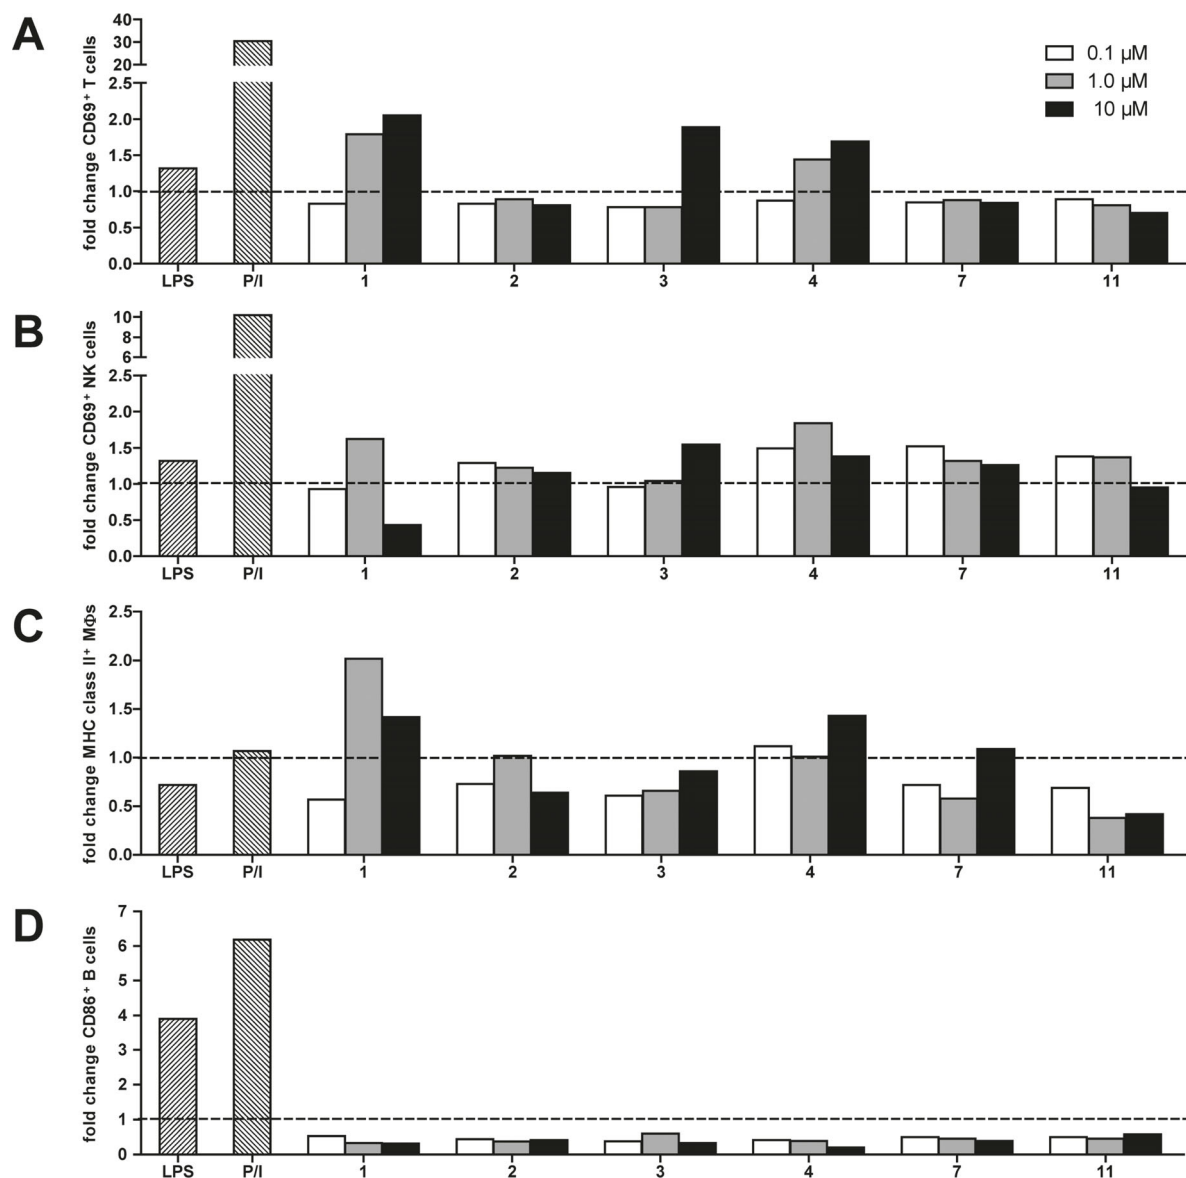 A
fold change CD69⁺ T cells
40
30
20
2.5
2.0
1.5
1.0
0.5
0.0
LPS P/I 1 2 3 4 7 11
0.1 µM
1.0 µM
10 µM
B
fold change CD69⁺ NK cells
10
8
6
2.5
2.0
1.5
1.0
0.5
0.0
LPS P/I 1 2 3 4 7 11
C
fold change MHC class II⁺ MΦs
2.5
2.0
1.5
1.0
0.5
0.0
LPS P/I 1 2 3 4 7 11
D
fold change CD86⁺ B cells
7
6
5
4
3
2
1
0
LPS P/I 1 2 3 4 7 11